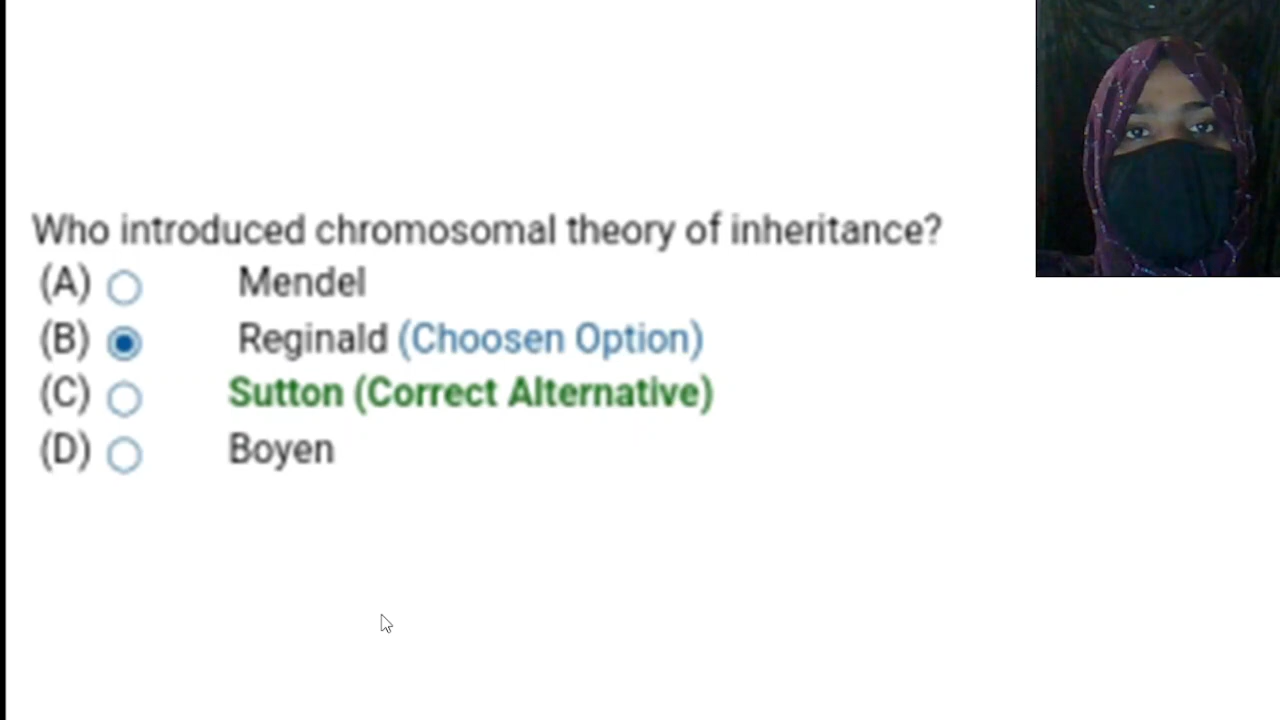 Who introduced chromosomal theory of inheritance?
(A) Mendel
(B) Reginald (Choosen Option)
(C) Sutton (Correct Alternative)
(D) Boyen